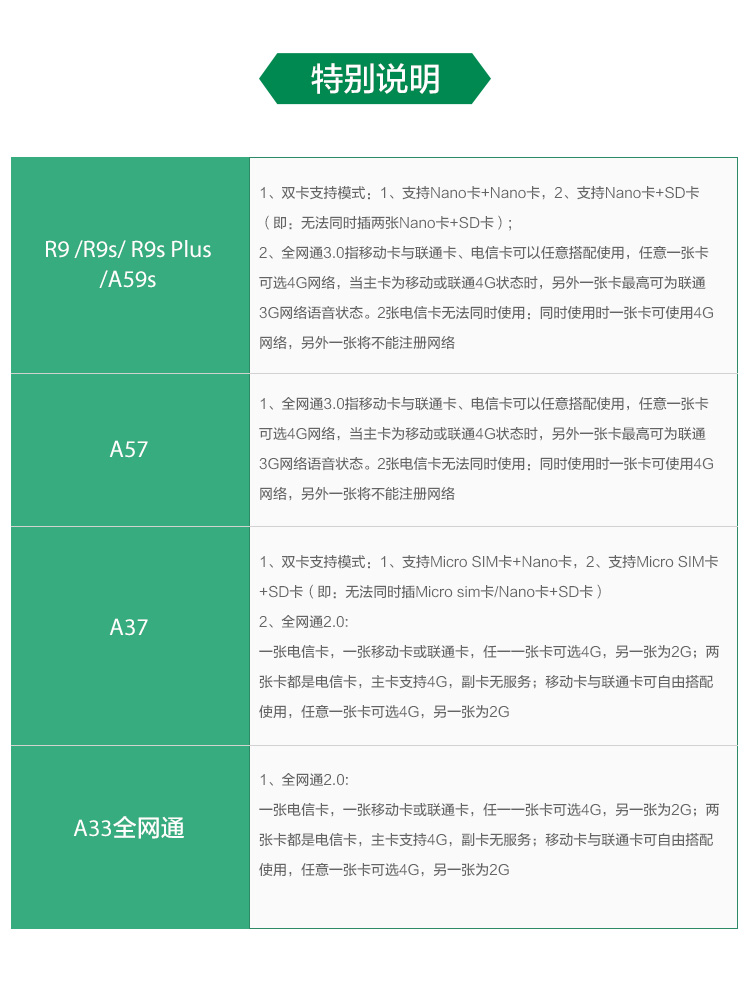 特别说明
R9 /R9s/ R9s Plus
/A59s
1、双卡支持模式：1、支持Nano卡+Nano卡，2、支持Nano卡+SD卡
（即：无法同时插两张Nano卡+SD卡）；
2、全网通3.0指移动卡与联通卡、电信卡可以任意搭配使用，任意一张卡
可选4G网络，当主卡为移动或联通4G状态时，另外一张卡最高可为联通
3G网络语音状态。2张电信卡无法同时使用；同时使用时一张卡可使用4G
网络，另外一张将不能注册网络
A57
1、全网通3.0指移动卡与联通卡、电信卡可以任意搭配使用，任意一张卡
可选4G网络，当主卡为移动或联通4G状态时，另外一张卡最高可为联通
3G网络语音状态。2张电信卡无法同时使用；同时使用时一张卡可使用4G
网络，另外一张将不能注册网络
A37
1、双卡支持模式：1、支持Micro SIM卡+Nano卡，2、支持Micro SIM卡
+SD卡（即：无法同时插Micro sim卡/Nano卡+SD卡）
2、全网通2.0:
一张电信卡，一张移动卡或联通卡，任一一张卡可选4G，另一张为2G；两
张卡都是电信卡，主卡支持4G，副卡无服务；移动卡与联通卡可自由搭配
使用，任意一张卡可选4G，另一张为2G
A33全网通
1、全网通2.0:
一张电信卡，一张移动卡或联通卡，任一一张卡可选4G，另一张为2G；两
张卡都是电信卡，主卡支持4G，副卡无服务；移动卡与联通卡可自由搭配
使用，任意一张卡可选4G，另一张为2G